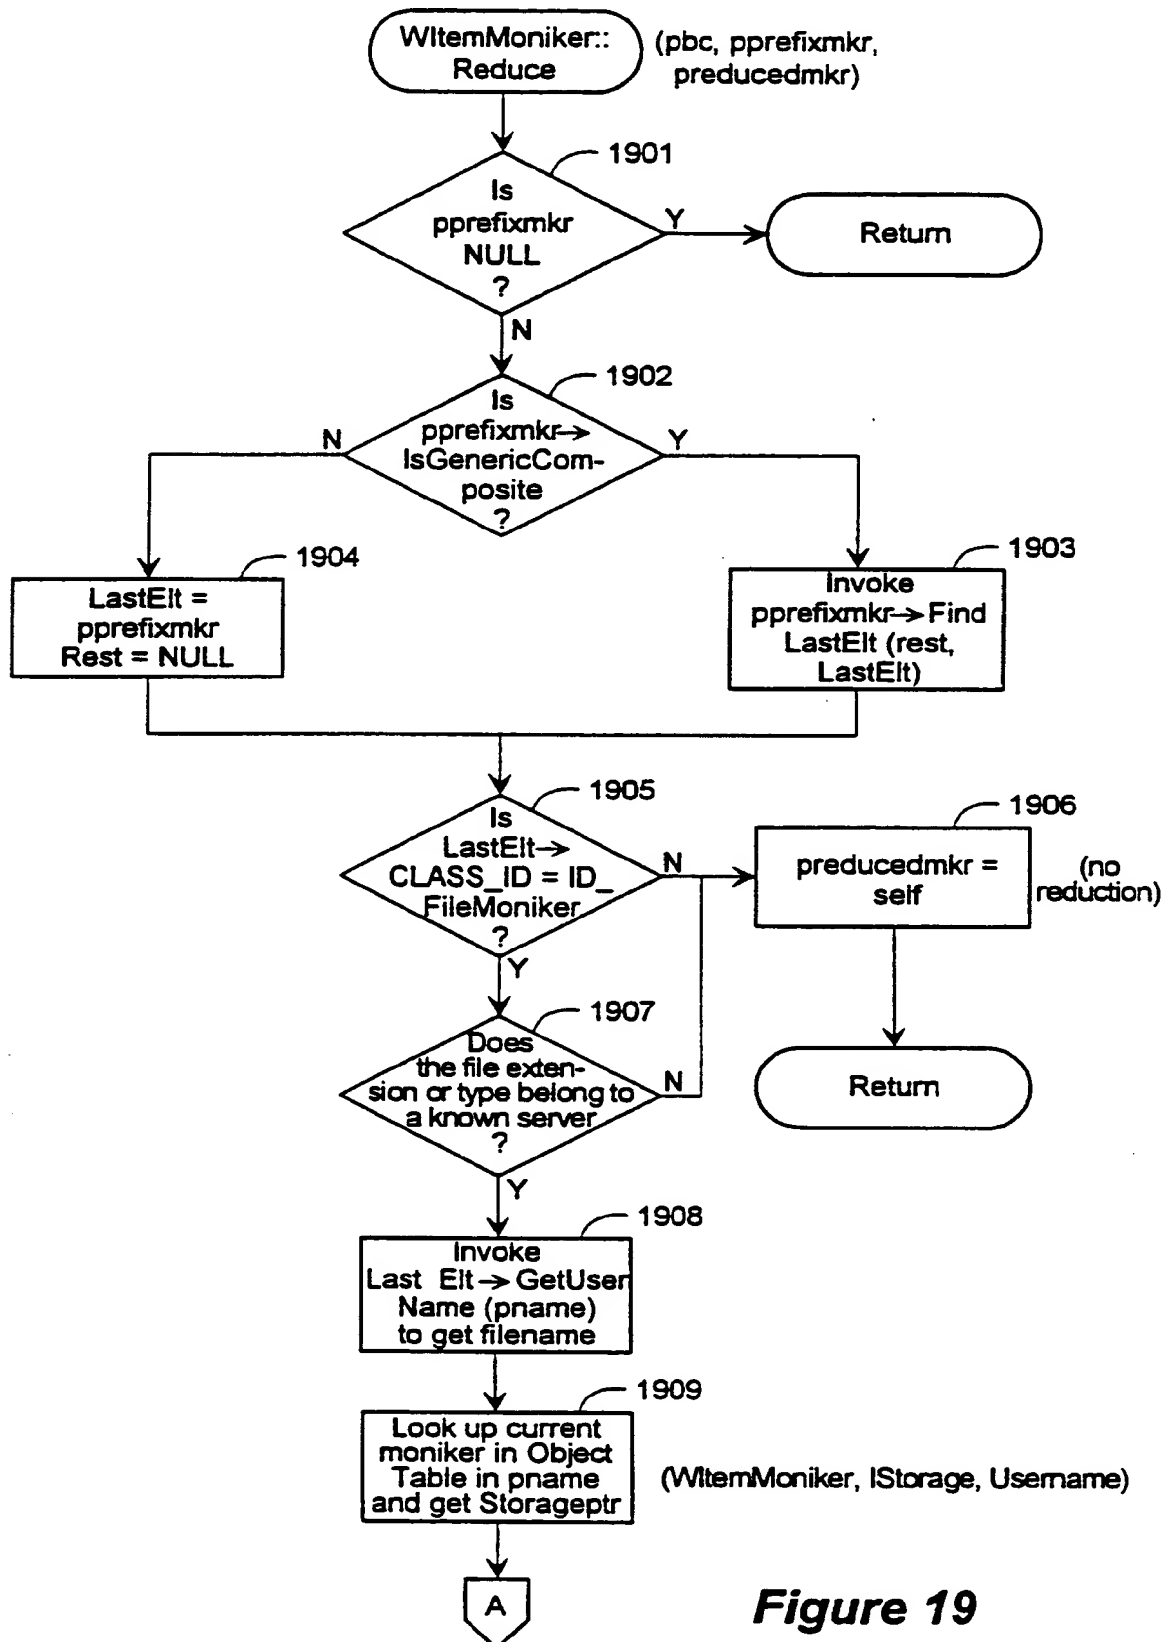 WItemMoniker::
Reduce
(pbc, pprefixmkr,
preducedmkr)
1901
Is
pprefixmkr
NULL
?
Y
Return
N
1902
Is
pprefixmkr→
IsGenericCom-
posite
?
N
Y
1904
LastElt =
pprefixmkr
Rest = NULL
1903
Invoke
pprefixmkr→Find
LastElt (rest,
LastElt)
1905
Is
LastElt→
CLASS_ID = ID_
FileMoniker
?
N
Y
1906
preducedmkr =
self
(no
reduction)
1907
Does
the file exten-
sion or type belong to
a known server
?
N
Y
Return
1908
Invoke
Last Elt→GetUser
Name (pname)
to get filename
1909
Look up current
moniker in Object
Table in pname
and get Storageptr
(WItemMoniker, IStorage, Username)
A
Figure 19